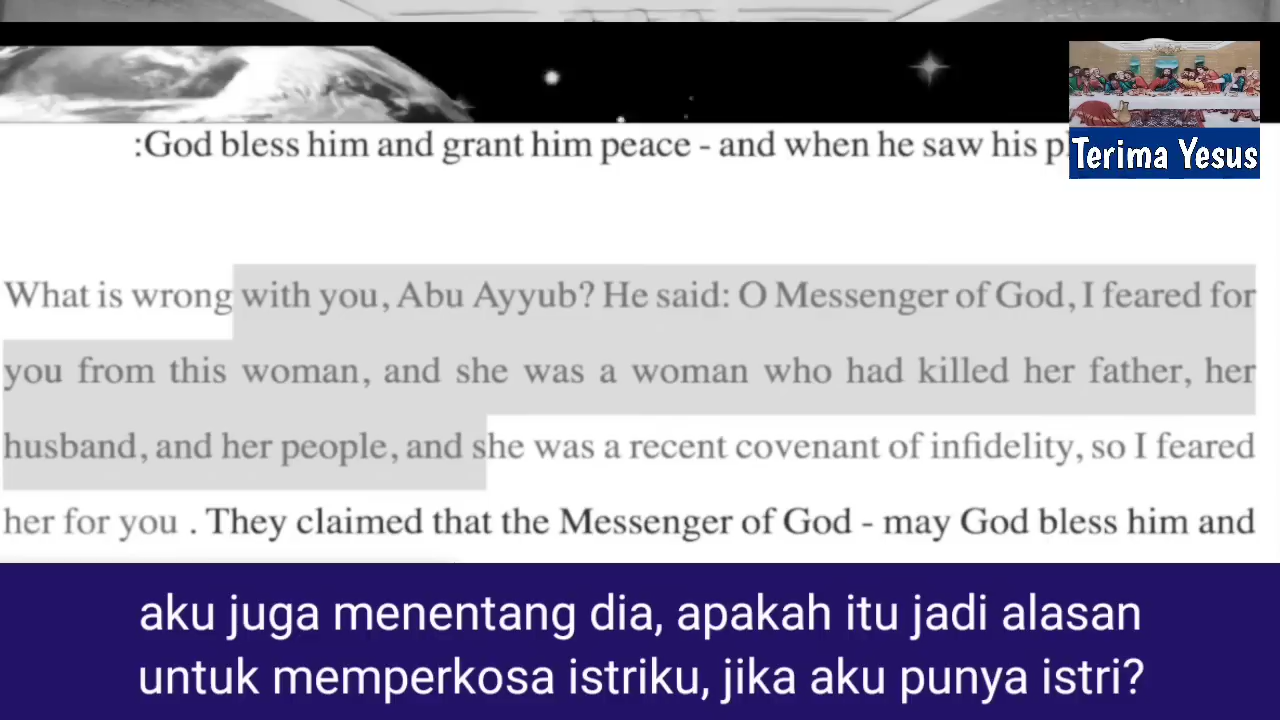 :God bless him and grant him peace - and when he saw his
Terima Yesus
What is wrong with you, Abu Ayyub? He said: O Messenger of God, I feared for
you from this woman, and she was a woman who had killed her father, her
husband, and her people, and she was a recent covenant of infidelity, so I feared
her for you . They claimed that the Messenger of God - may God bless him and
aku juga menentang dia, apakah itu jadi alasan
untuk memperkosa istriku, jika aku punya istri?